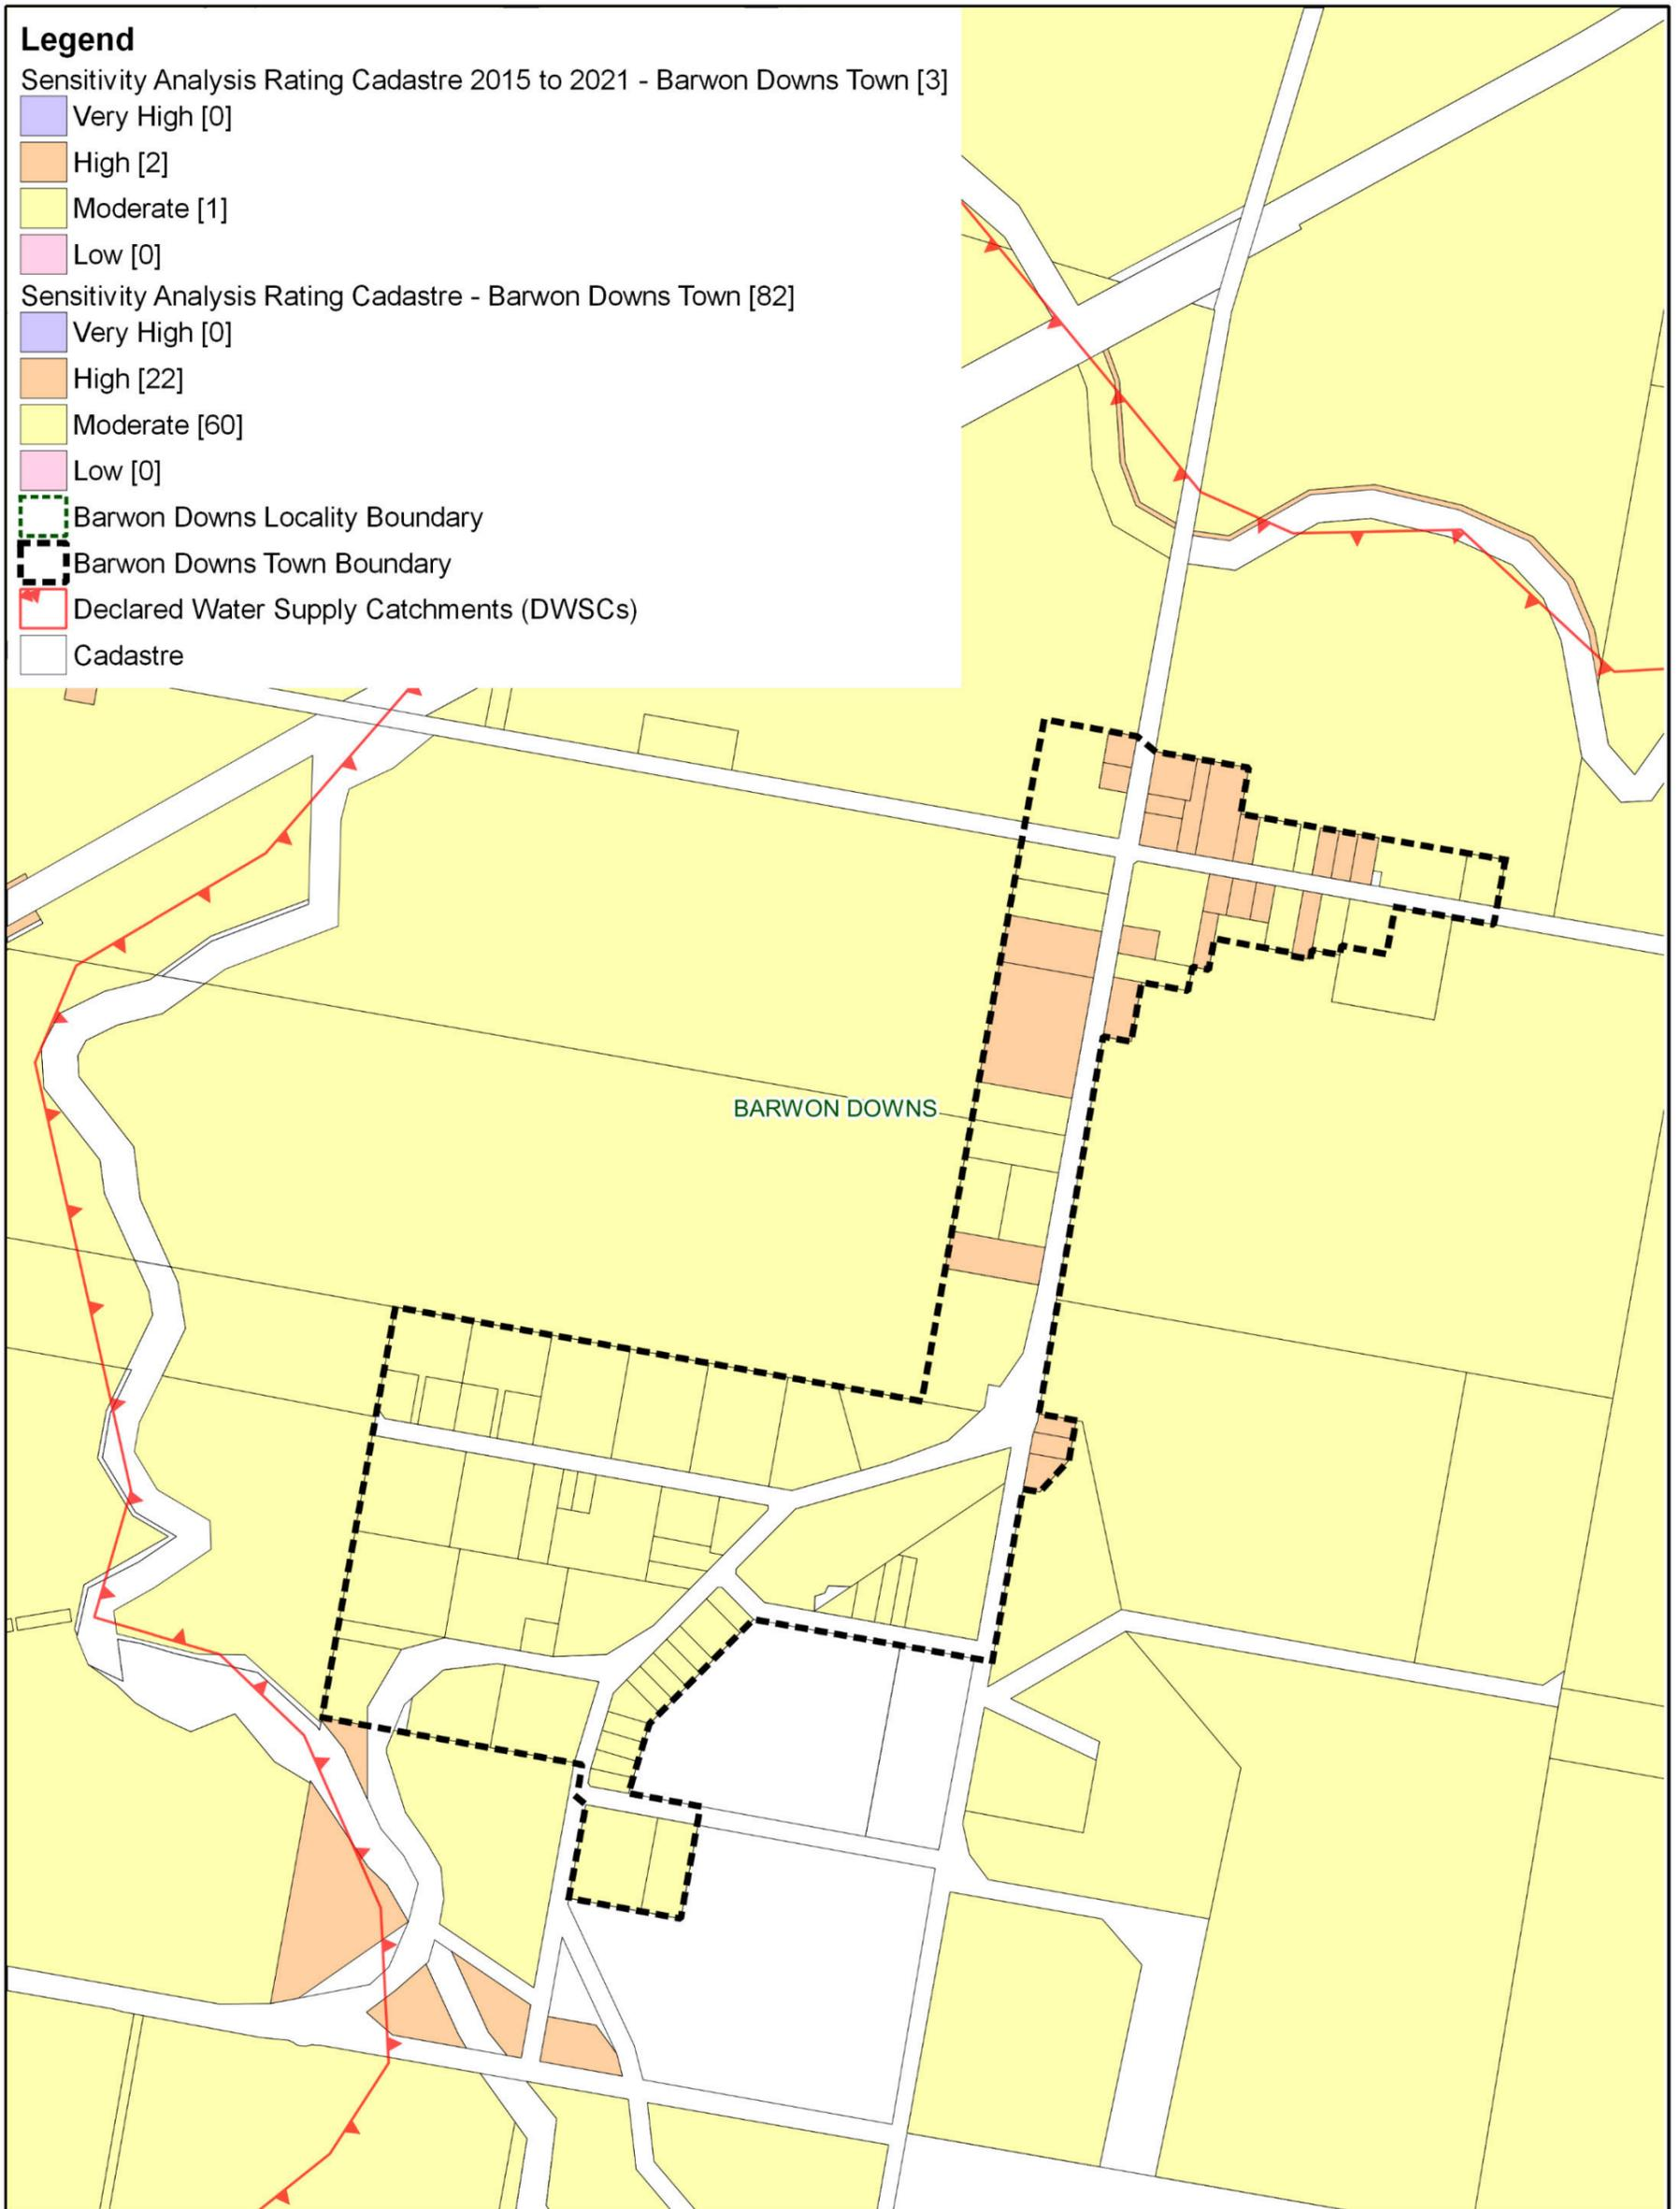 Legend
Sensitivity Analysis Rating Cadastre 2015 to 2021 - Barwon Downs Town [3]
Very High [0]
High [2]
Moderate [1]
Low [0]
Sensitivity Analysis Rating Cadastre - Barwon Downs Town [82]
Very High [0]
High [22]
Moderate [60]
Low [0]
Barwon Downs Locality Boundary
Barwon Downs Town Boundary
Declared Water Supply Catchments (DWSCs)
Cadastre
BARWON DOWNS